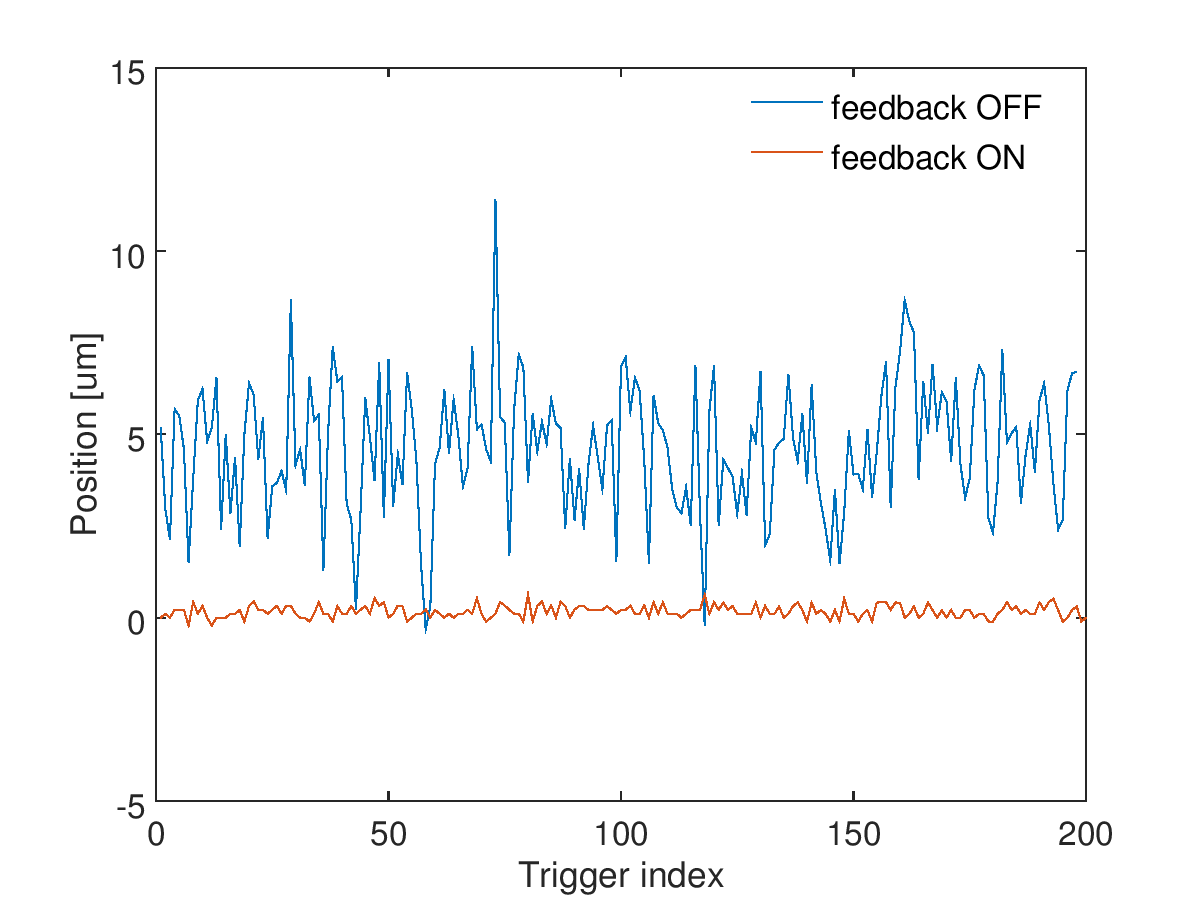 15
10
5
0
-5
0 50 100 150 200
Position [um]
Trigger index
feedback OFF
feedback ON